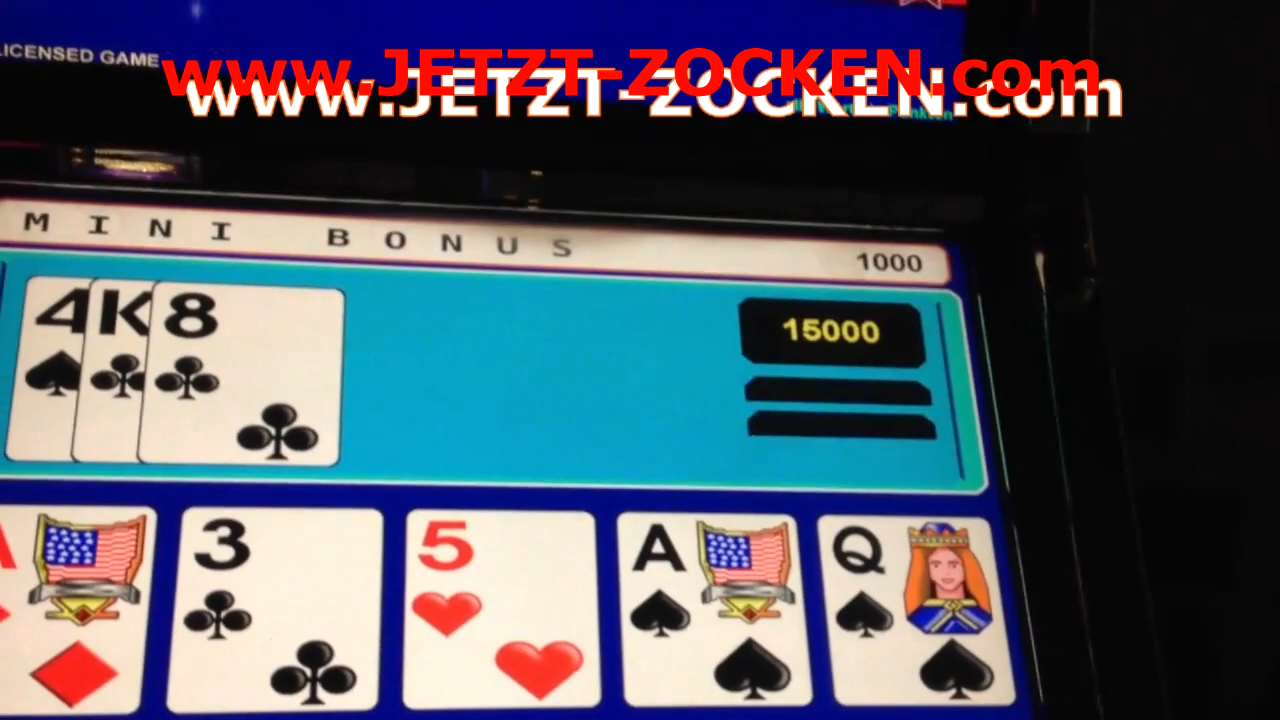 LICENSED GAME
www.JETZT-ZOCKEN.com
www.JETZT-ZOCKEN.com
MINI BONUS 1000
4 K 8
15000
A 3 5 A Q